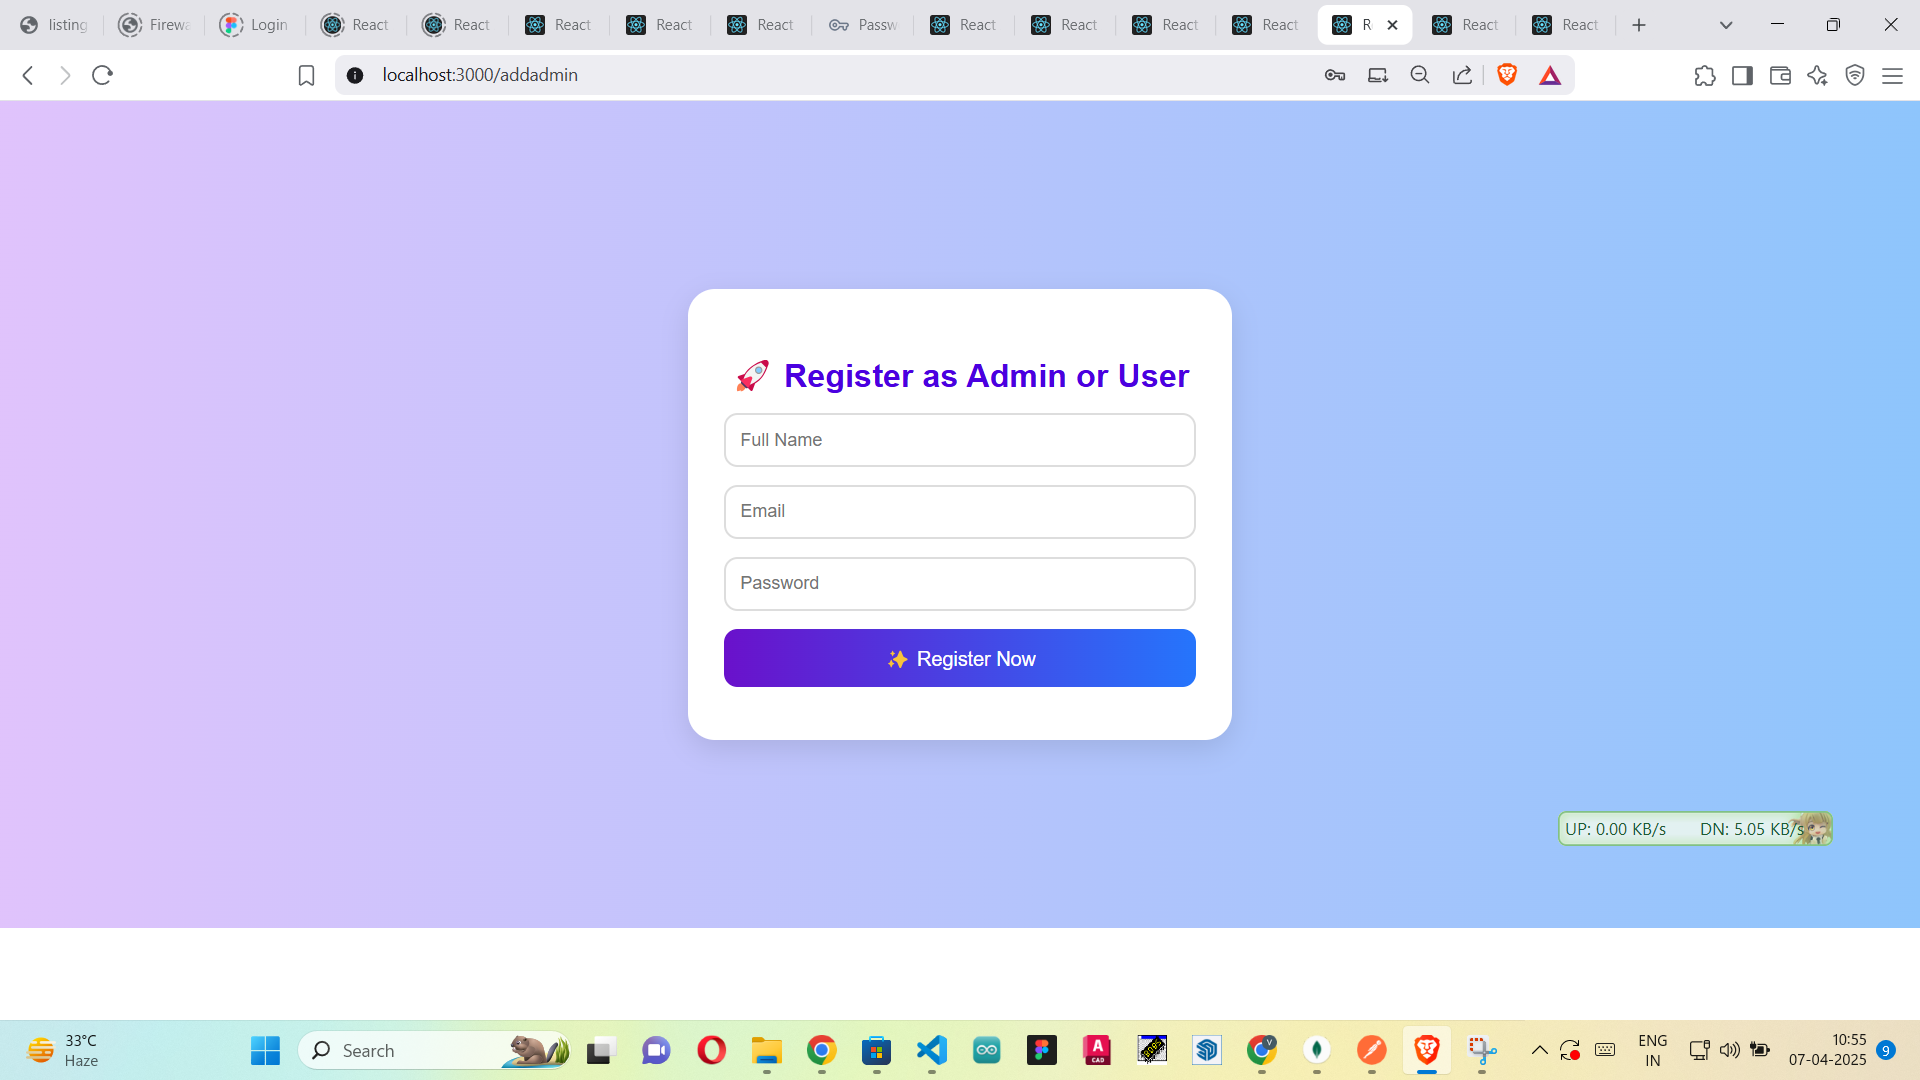 listing
Firewa
Login
React
React
React
React
React
Passw
React
React
React
React
R
React
React
localhost:3000/addadmin
🚀 Register as Admin or User
Full Name
Email
Password
✨ Register Now
UP: 0.00 KB/s DN: 5.05 KB/s
33°C
Haze
Search
A
CAD
V
ENG
IN
10:55
07-04-2025
9